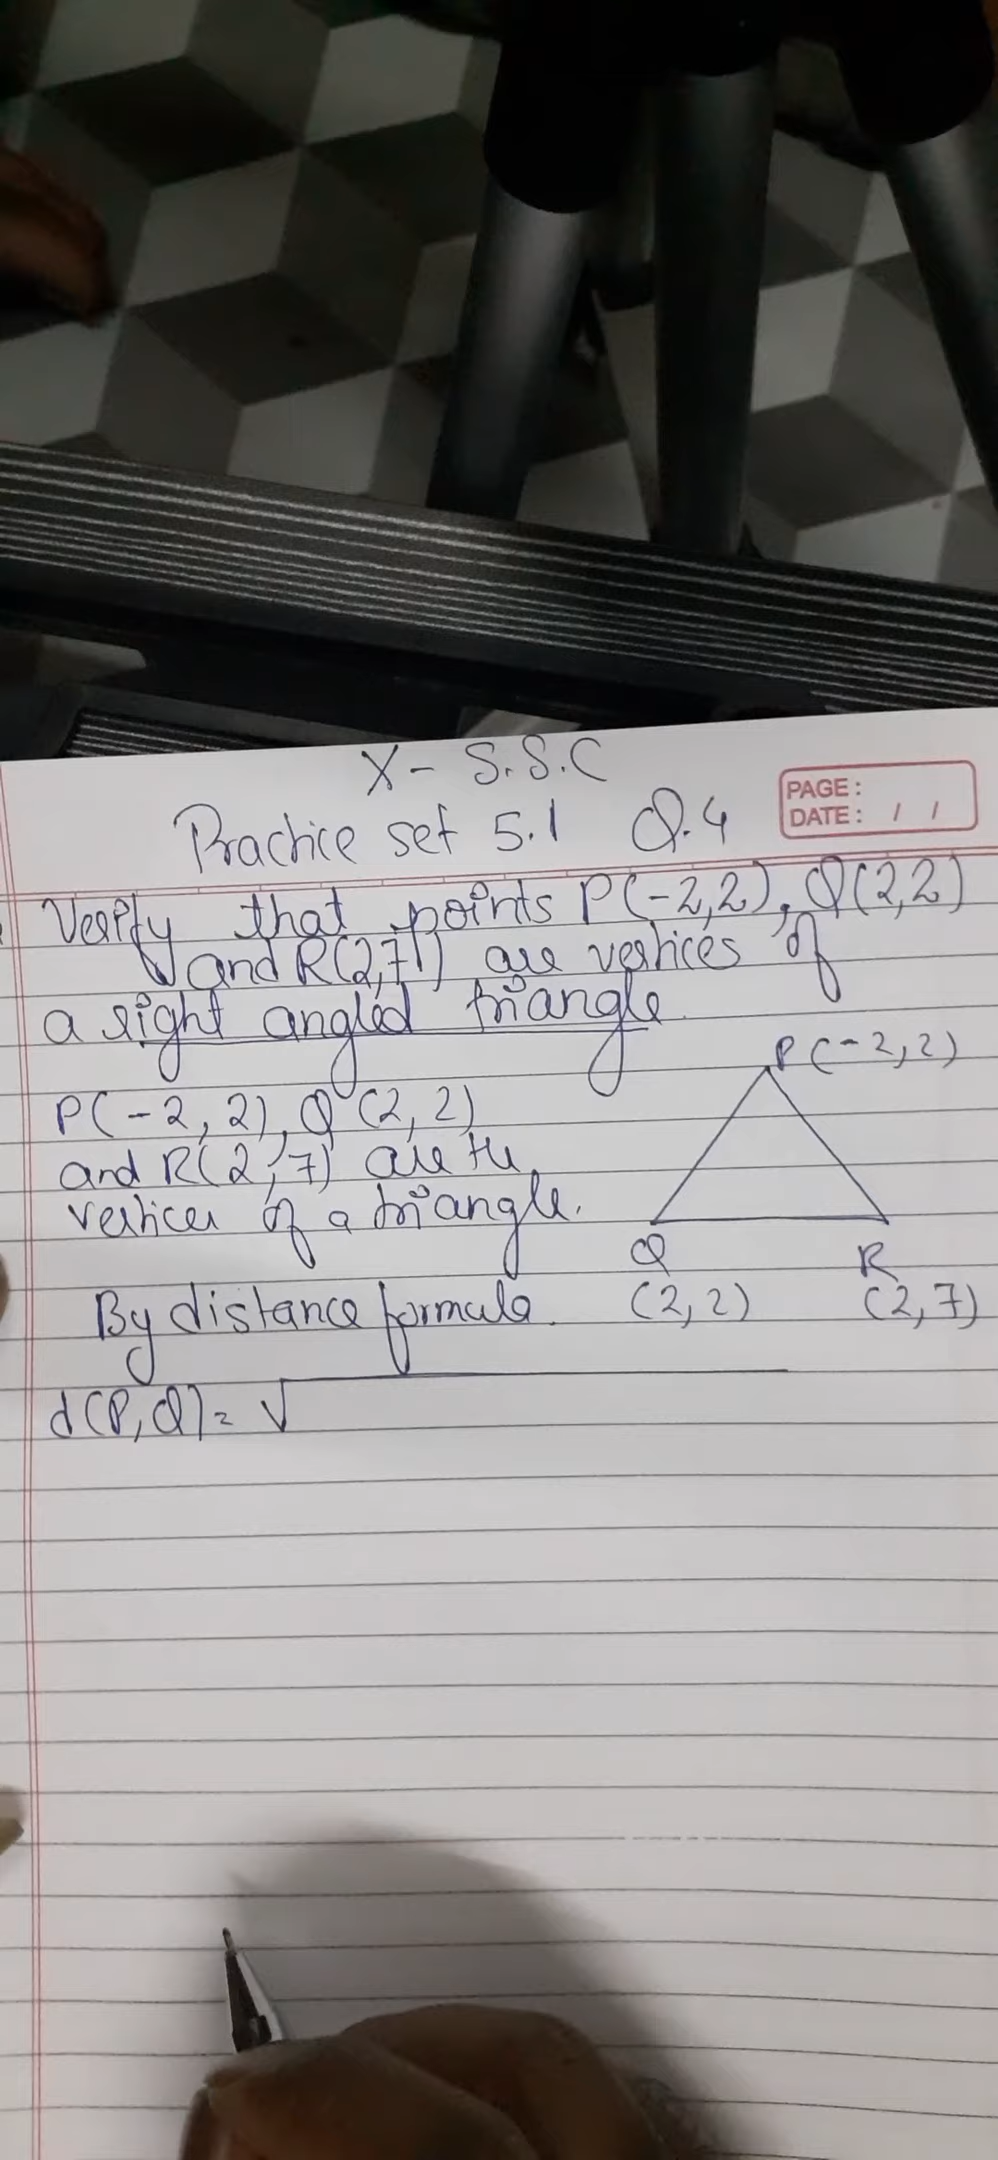 X - S.S.C
Practice set 5.1 Q.4
PAGE:
DATE: / /
Verify that points P(-2,2), Q(2,2)
and R(2,7) are vertices of
a right angled triangle.
P(-2,2)
P(-2, 2), Q (2, 2)
and R(2, 7) are the
vertices of a triangle.
Q R
By distance formula. (2,2) (2,7)
d(P,Q) = √